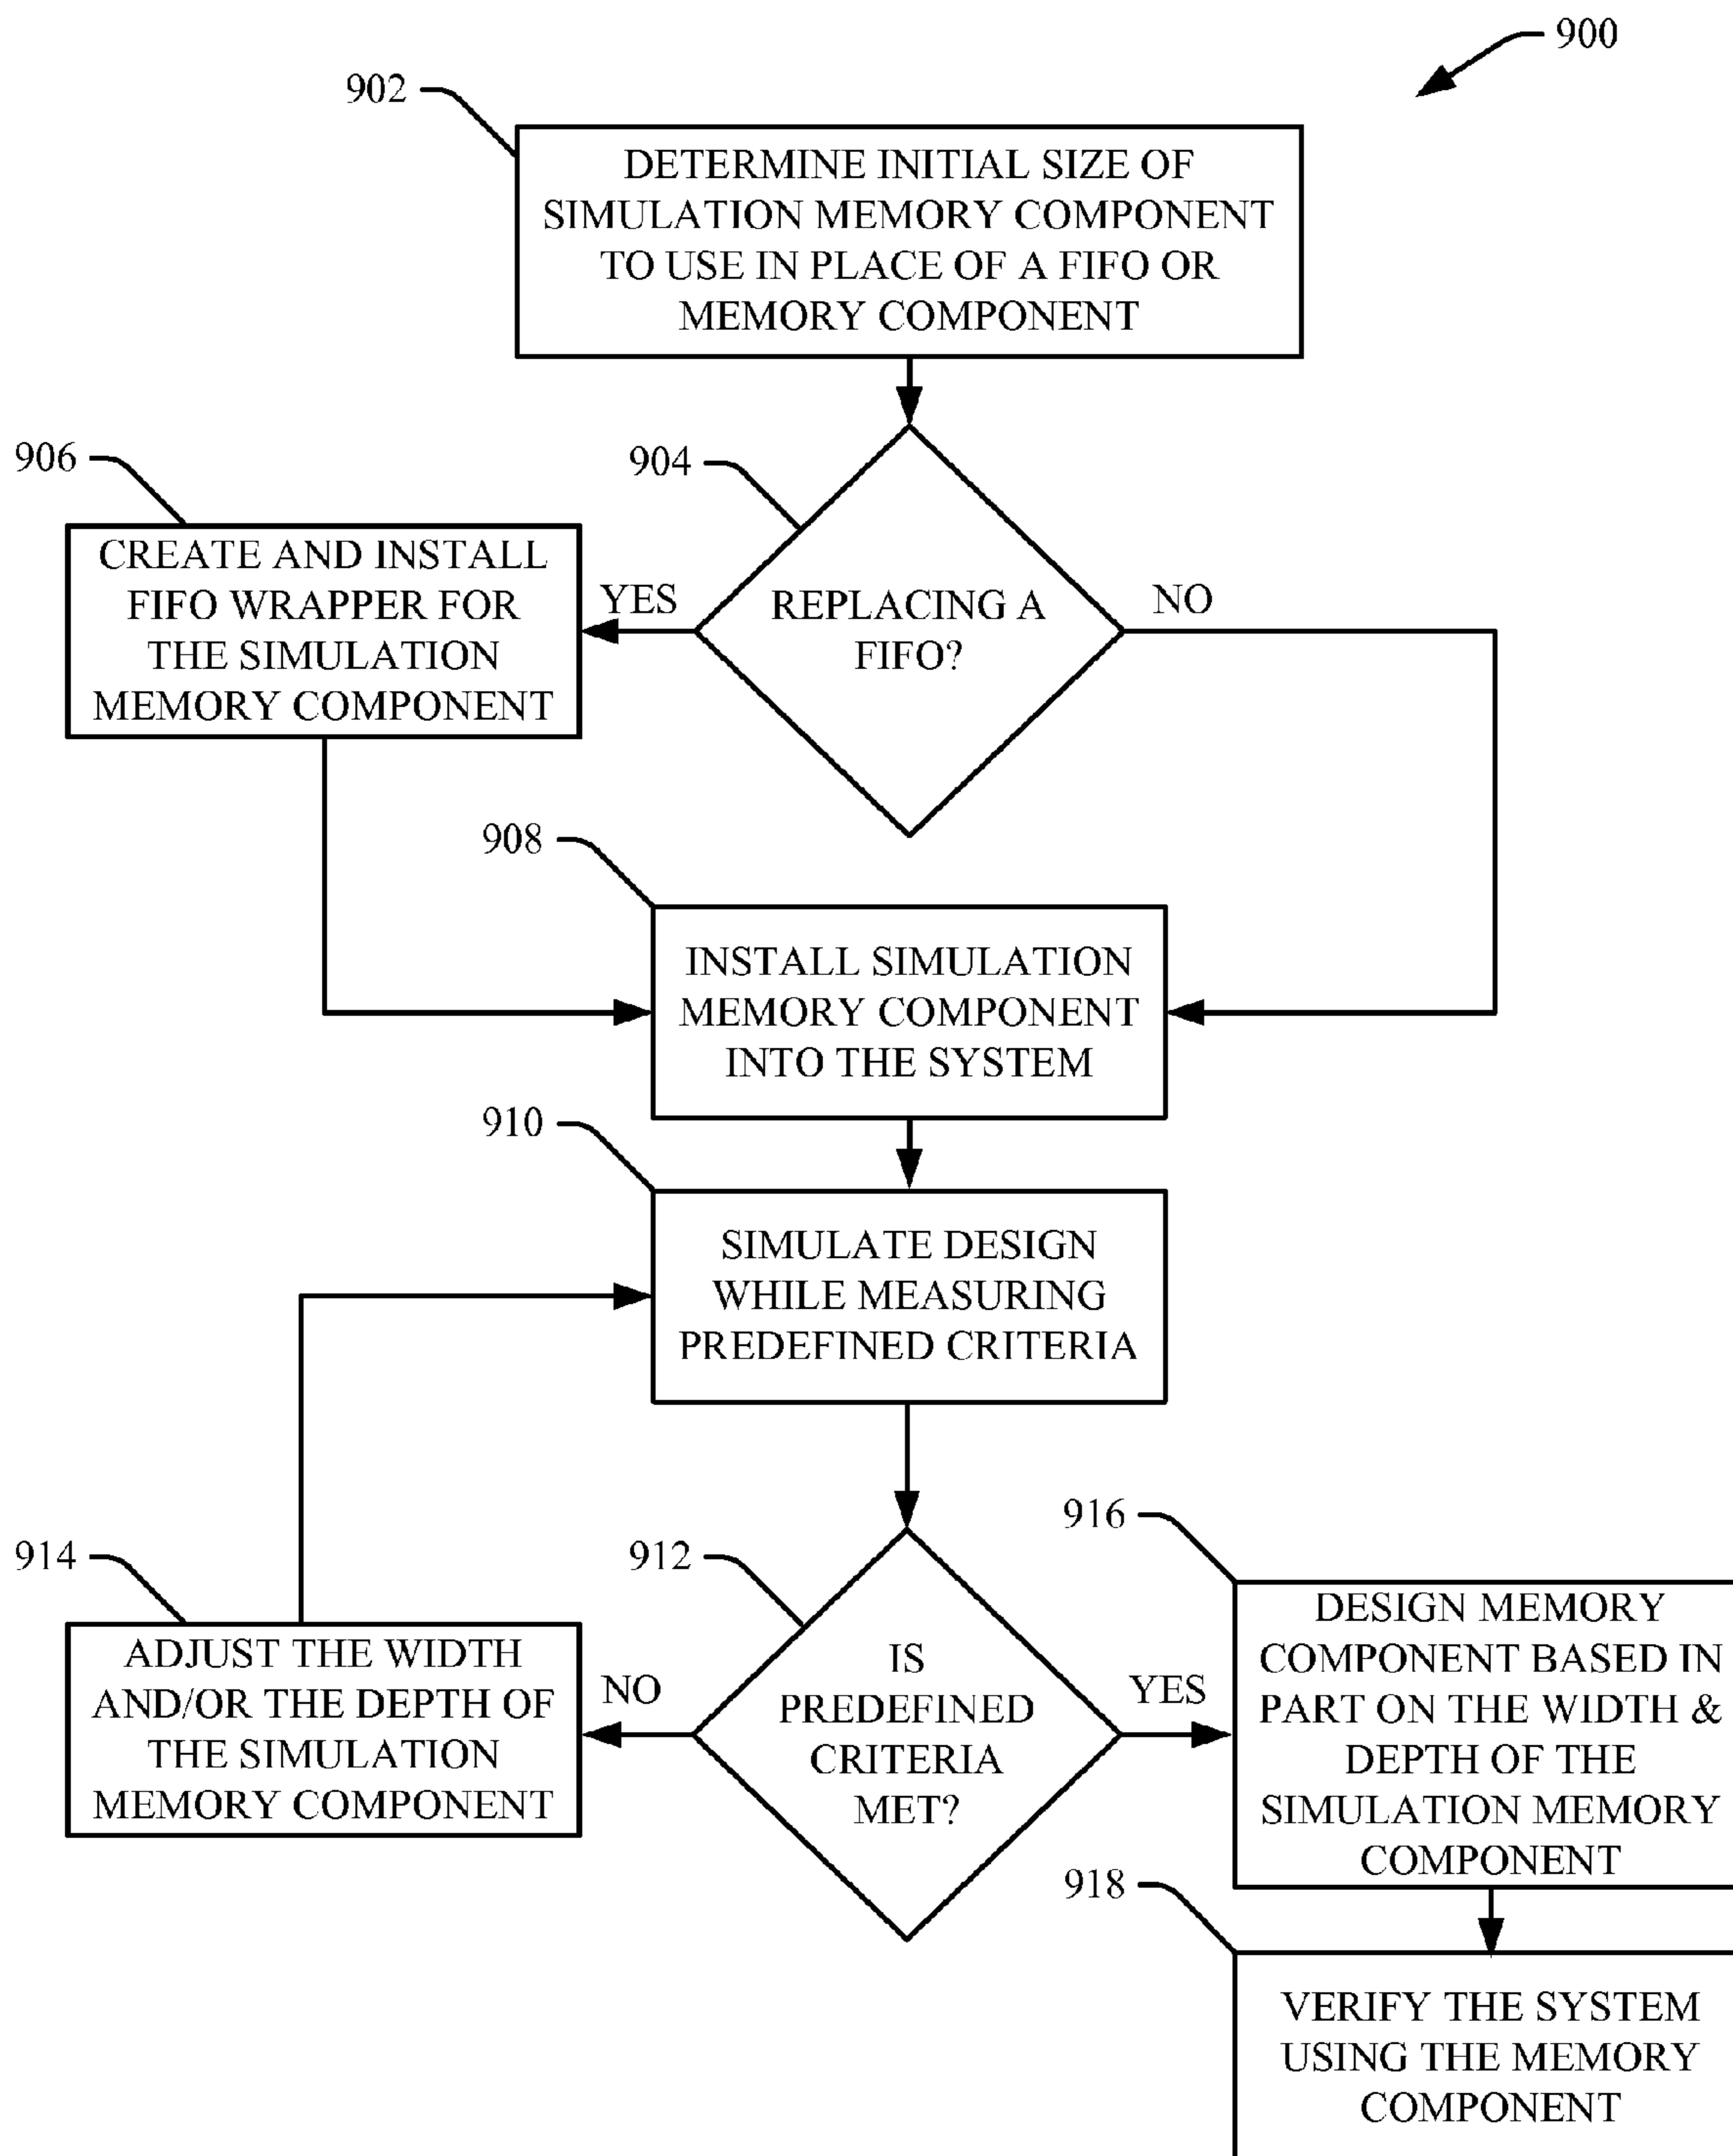 900
902
DETERMINE INITIAL SIZE OF
SIMULATION MEMORY COMPONENT
TO USE IN PLACE OF A FIFO OR
MEMORY COMPONENT
904
REPLACING A
FIFO?
YES
NO
906
CREATE AND INSTALL
FIFO WRAPPER FOR
THE SIMULATION
MEMORY COMPONENT
908
INSTALL SIMULATION
MEMORY COMPONENT
INTO THE SYSTEM
910
SIMULATE DESIGN
WHILE MEASURING
PREDEFINED CRITERIA
912
IS
PREDEFINED
CRITERIA
MET?
NO
YES
914
ADJUST THE WIDTH
AND/OR THE DEPTH OF
THE SIMULATION
MEMORY COMPONENT
916
DESIGN MEMORY
COMPONENT BASED IN
PART ON THE WIDTH &
DEPTH OF THE
SIMULATION MEMORY
COMPONENT
918
VERIFY THE SYSTEM
USING THE MEMORY
COMPONENT